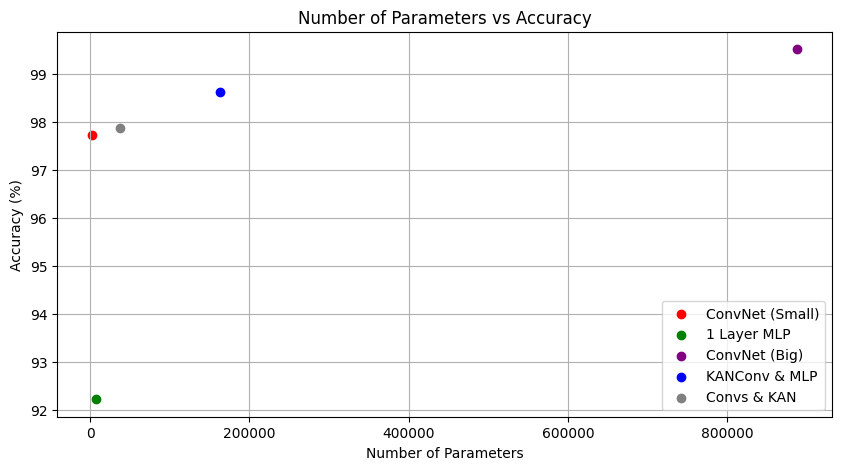 Number of Parameters vs Accuracy
Accuracy (%)
99
98
97
96
95
94
93
92
0
200000
400000
600000
800000
Number of Parameters
ConvNet (Small)
1 Layer MLP
ConvNet (Big)
KANConv & MLP
Convs & KAN